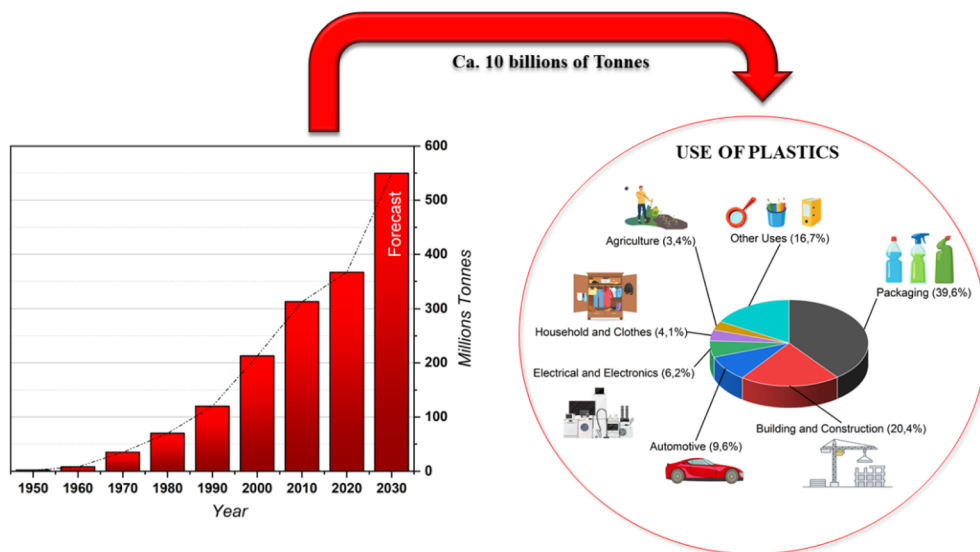 Ca. 10 billions of Tonnes
600
500
400
300
200
100
0
Millions Tonnes
Forecast
1950 1960 1970 1980 1990 2000 2010 2020 2030
Year
USE OF PLASTICS
Agriculture (3,4%)
Other Uses (16,7%)
Packaging (39,6%)
Household and Clothes (4,1%)
Electrical and Electronics (6,2%)
Automotive (9,6%)
Building and Construction (20,4%)